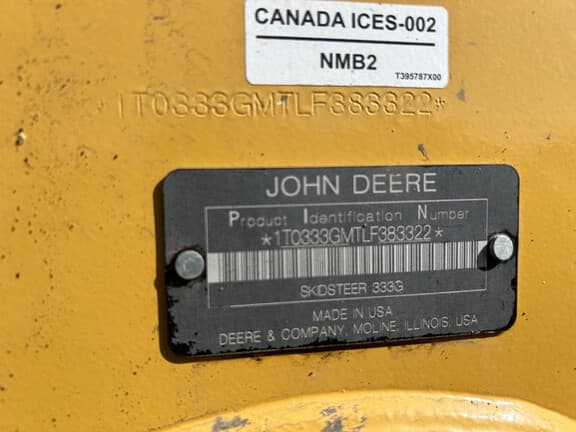 CANADA ICES-002
NMB2
T395787X00
1T0333GMTLF383322*
JOHN DEERE
Product Identification Number
*1T0333GMTLF383322*
SKIDSTEER 333G
MADE IN USA
DEERE & COMPANY, MOLINE, ILLINOIS, USA